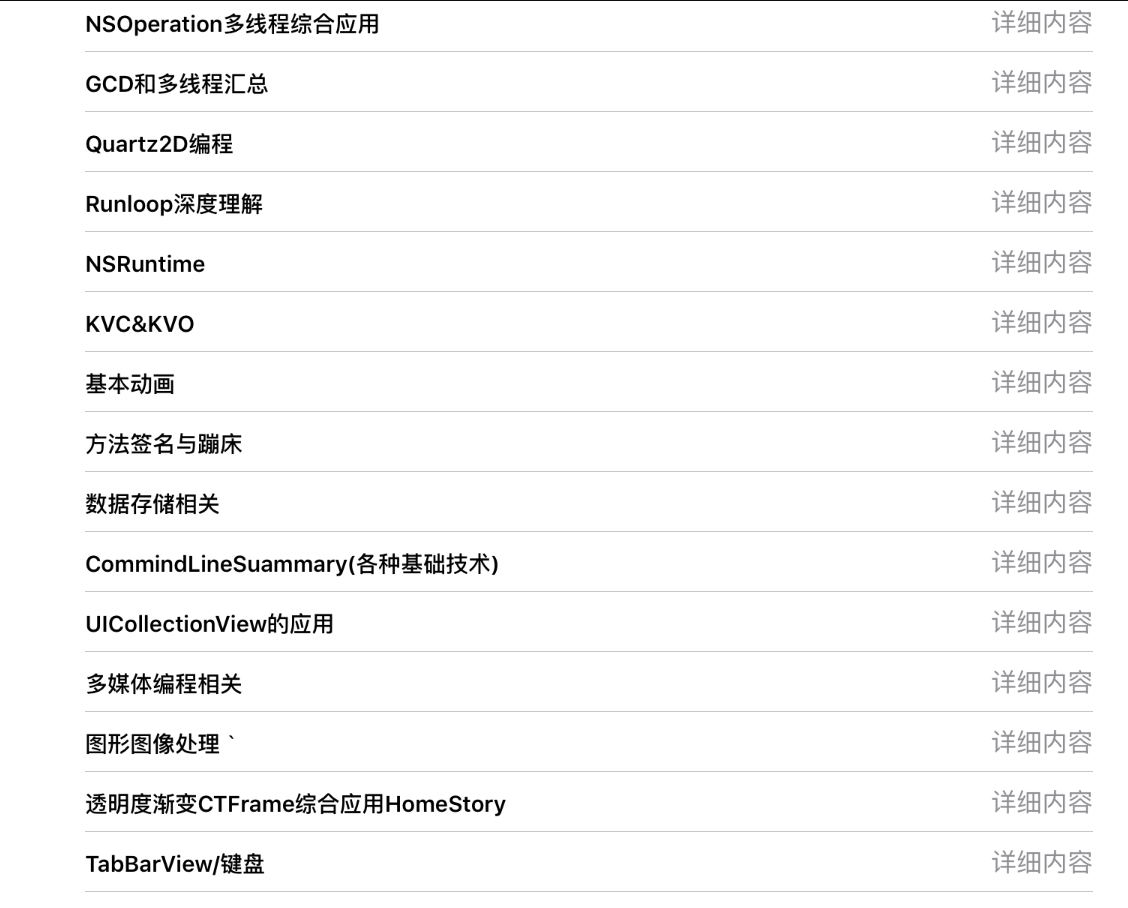 NSOperation多线程综合应用 详细内容
GCD和多线程汇总 详细内容
Quartz2D编程 详细内容
Runloop深度理解 详细内容
NSRuntime 详细内容
KVC&KVO 详细内容
基本动画 详细内容
方法签名与蹦床 详细内容
数据存储相关 详细内容
CommindLineSuammary(各种基础技术) 详细内容
UICollectionView的应用 详细内容
多媒体编程相关 详细内容
图形图像处理 ` 详细内容
透明度渐变CTFrame综合应用HomeStory 详细内容
TabBarView/键盘 详细内容